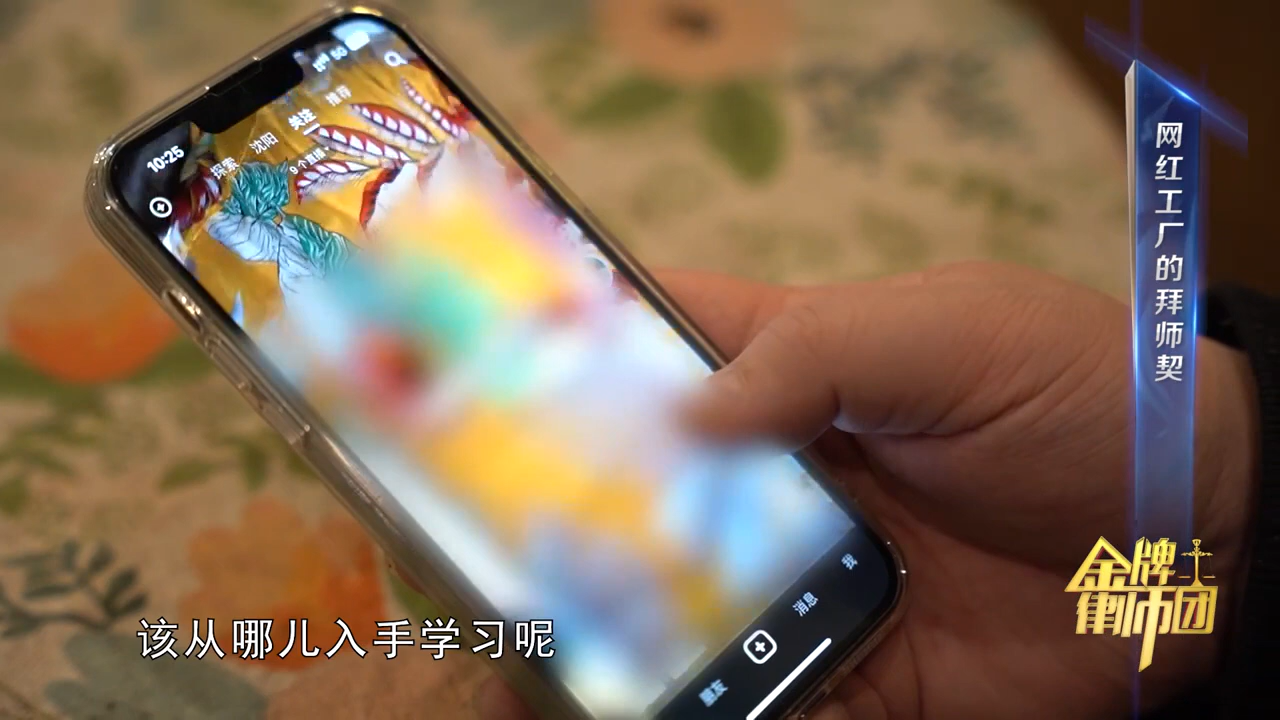 10:25
探索
沈阳
关注
推荐
9个直播
网红工厂的拜师契
金牌
律师团
该从哪儿入手学习呢
朋友
消息
我